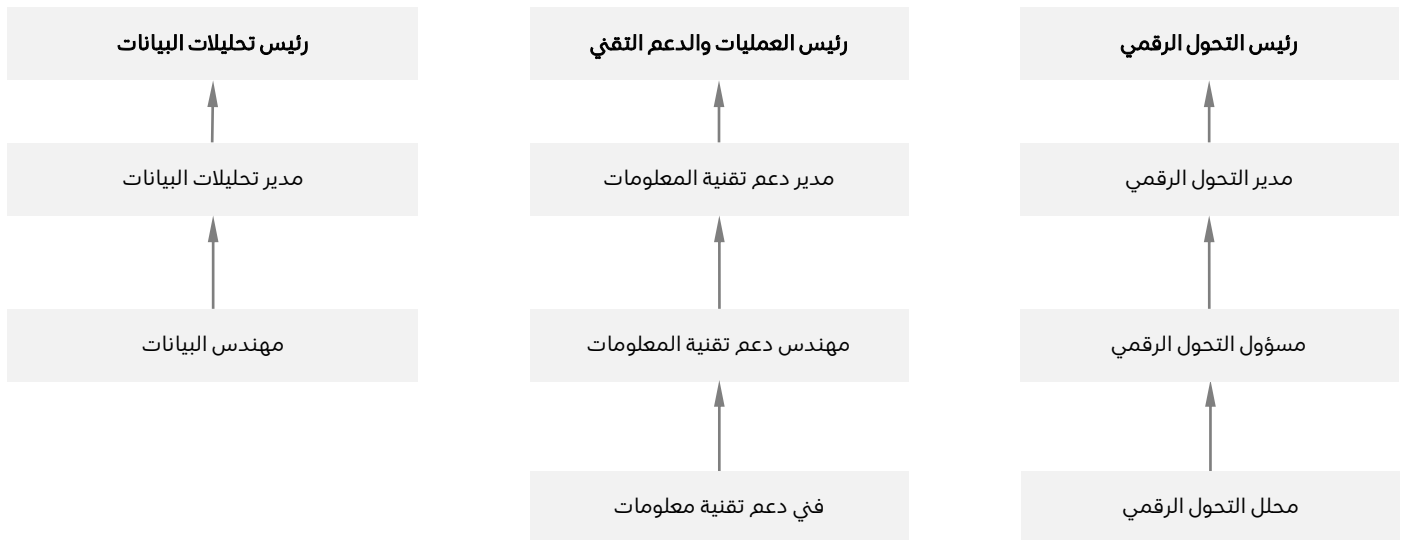 رئيس التحول الرقمي
رئيس العمليات والدعم التقني
رئيس تحليلات البيانات
مدير التحول الرقمي
مدير دعم تقنية المعلومات
مدير تحليلات البيانات
مسؤول التحول الرقمي
مهندس دعم تقنية المعلومات
مهندس البيانات
محلل التحول الرقمي
فني دعم تقنية معلومات